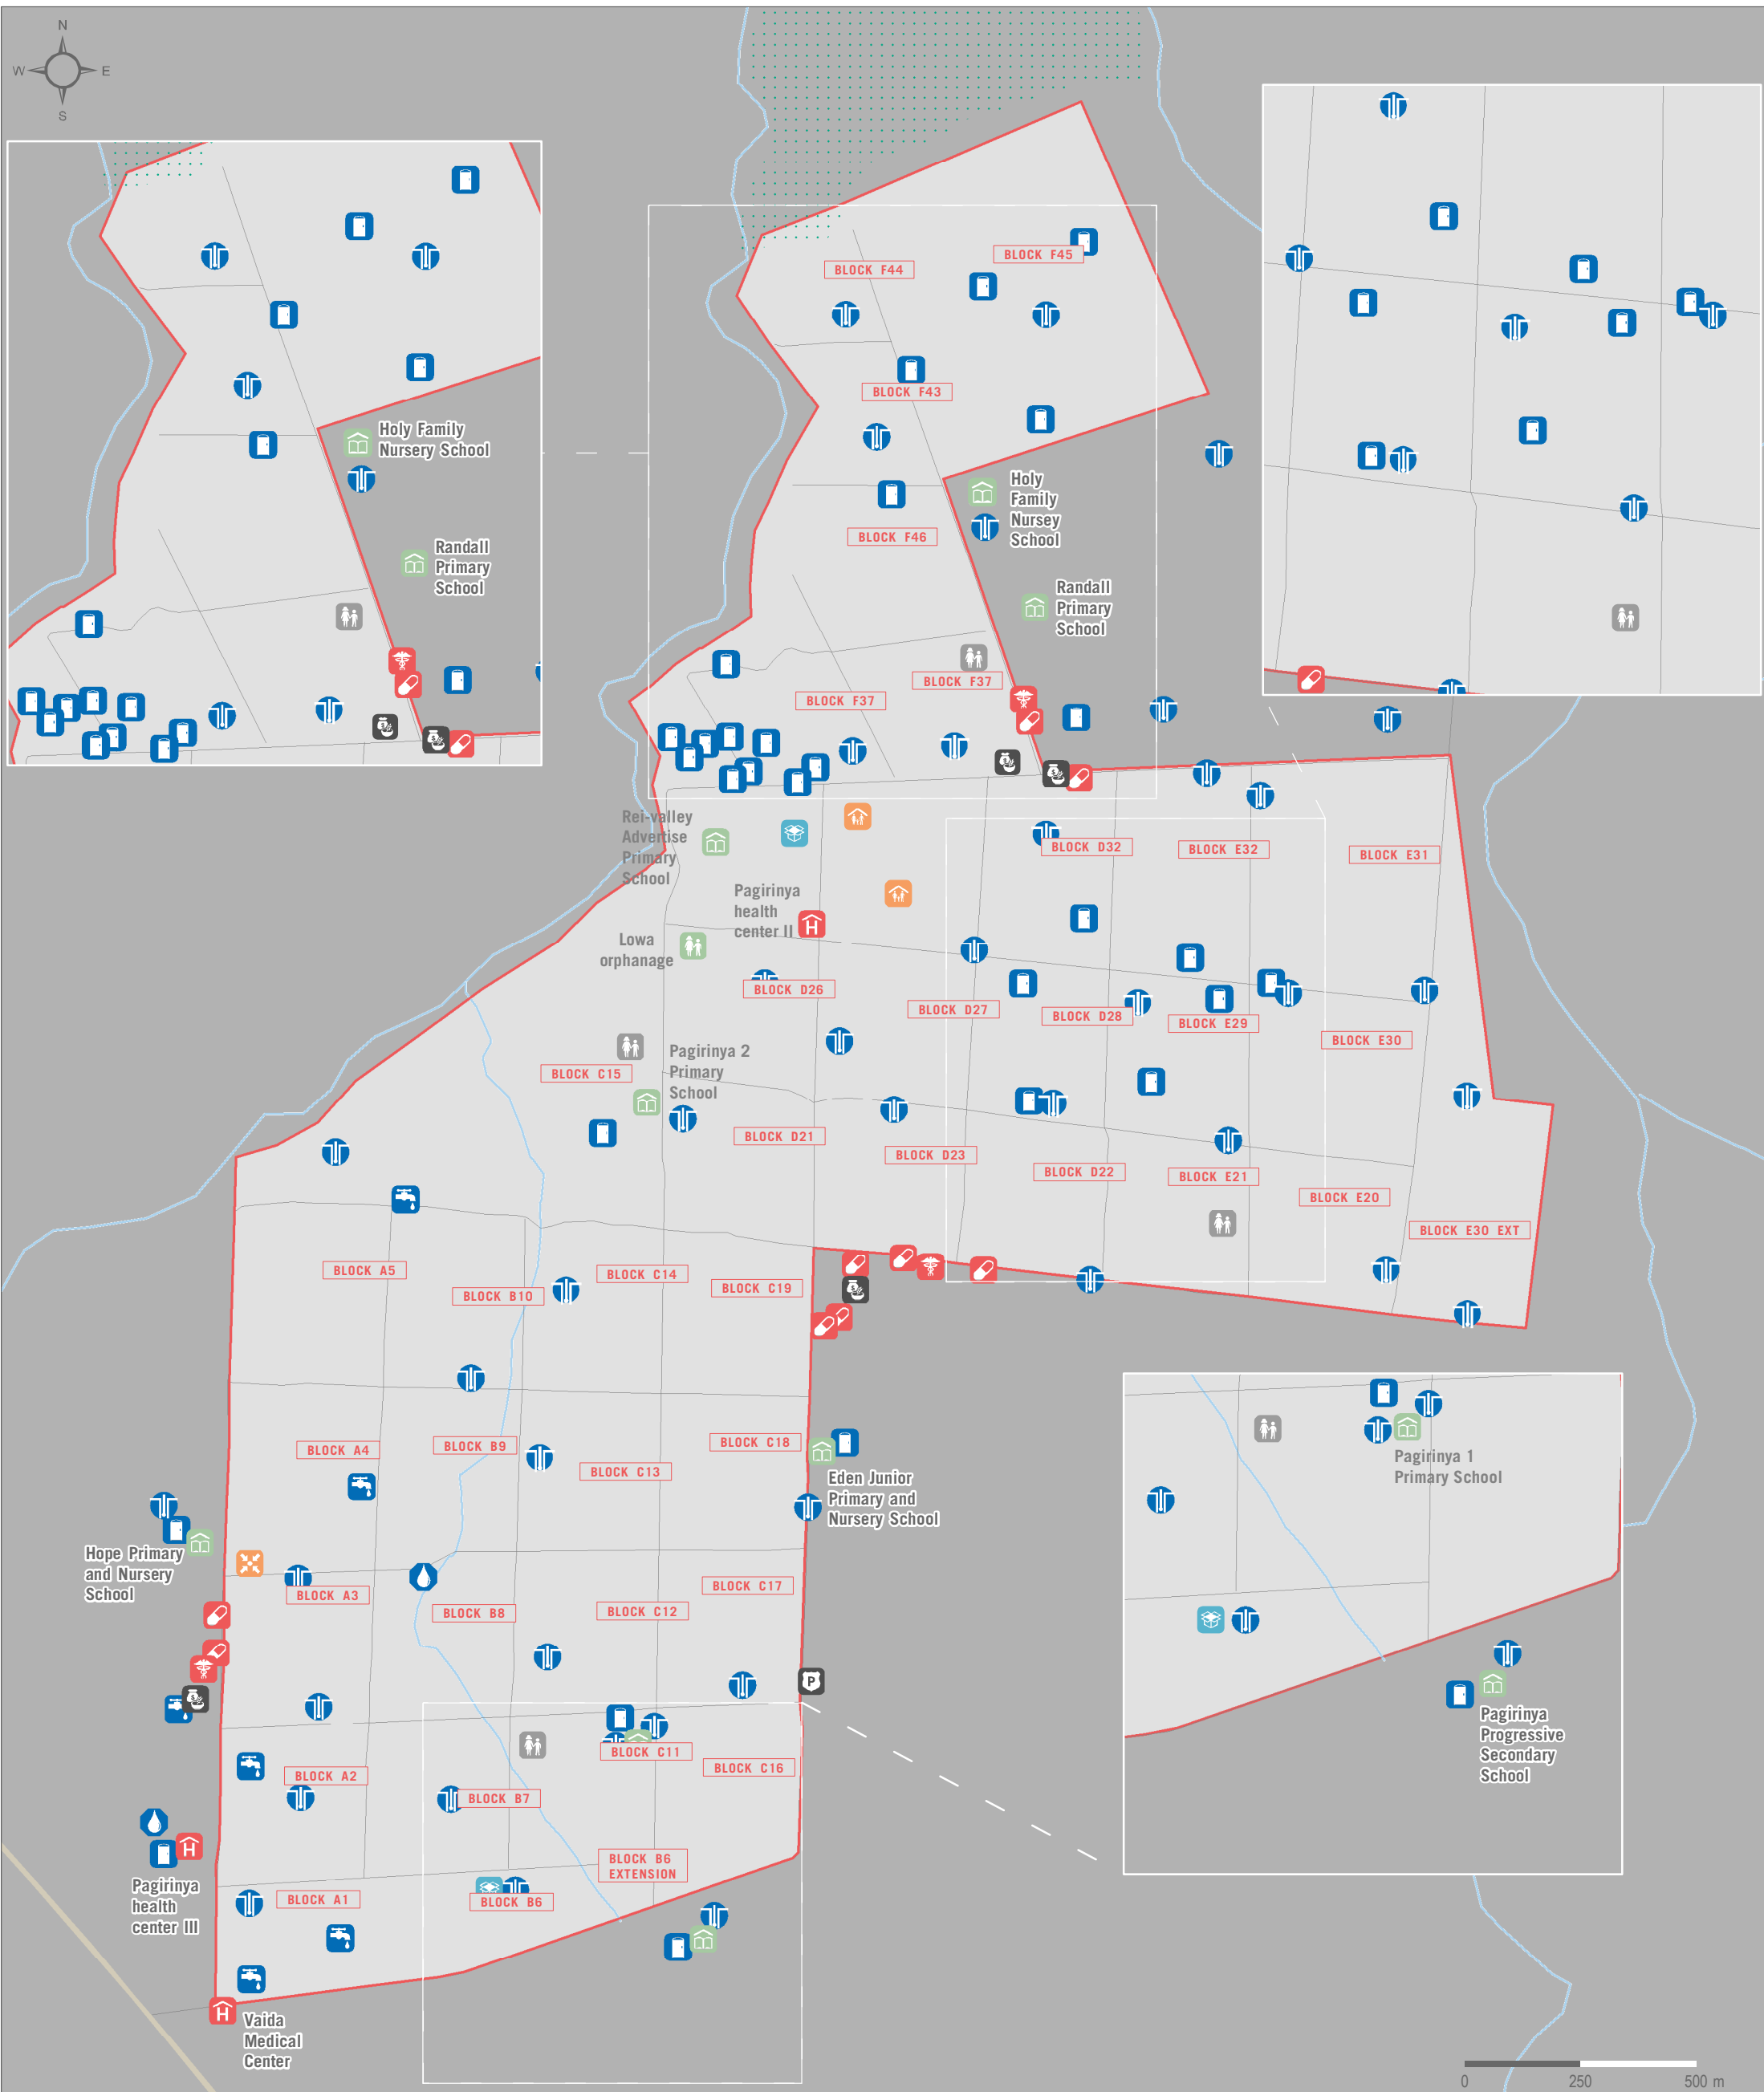 N
W
E
S
Holy Family
Nursery School
Randall
Primary
School
BLOCK F44
BLOCK F45
BLOCK F43
BLOCK F46
Holy
Family
Nursey
School
Randall
Primary
School
BLOCK F37
BLOCK F37
Rei-valley
Advertise
Primary
School
Pagirinya
health
center II
Lowa
orphanage
BLOCK D32
BLOCK E32
BLOCK E31
BLOCK D26
BLOCK D27
BLOCK D28
BLOCK E29
BLOCK E30
BLOCK C15
Pagirinya 2
Primary
School
BLOCK D21
BLOCK D23
BLOCK D22
BLOCK E21
BLOCK E20
BLOCK E30 EXT
BLOCK A5
BLOCK B10
BLOCK C14
BLOCK C19
BLOCK A4
BLOCK B9
BLOCK C13
BLOCK C18
Eden Junior
Primary and
Nursery School
Hope Primary
and Nursery
School
BLOCK A3
BLOCK B8
BLOCK C12
BLOCK C17
P
BLOCK A2
BLOCK B7
BLOCK C11
BLOCK C16
BLOCK B6
EXTENSION
Pagirinya
health
center III
BLOCK A1
BLOCK B6
Vaida
Medical
Center
Pagirinya 1
Primary School
Pagirinya
Progressive
Secondary
School
0 250 500 m